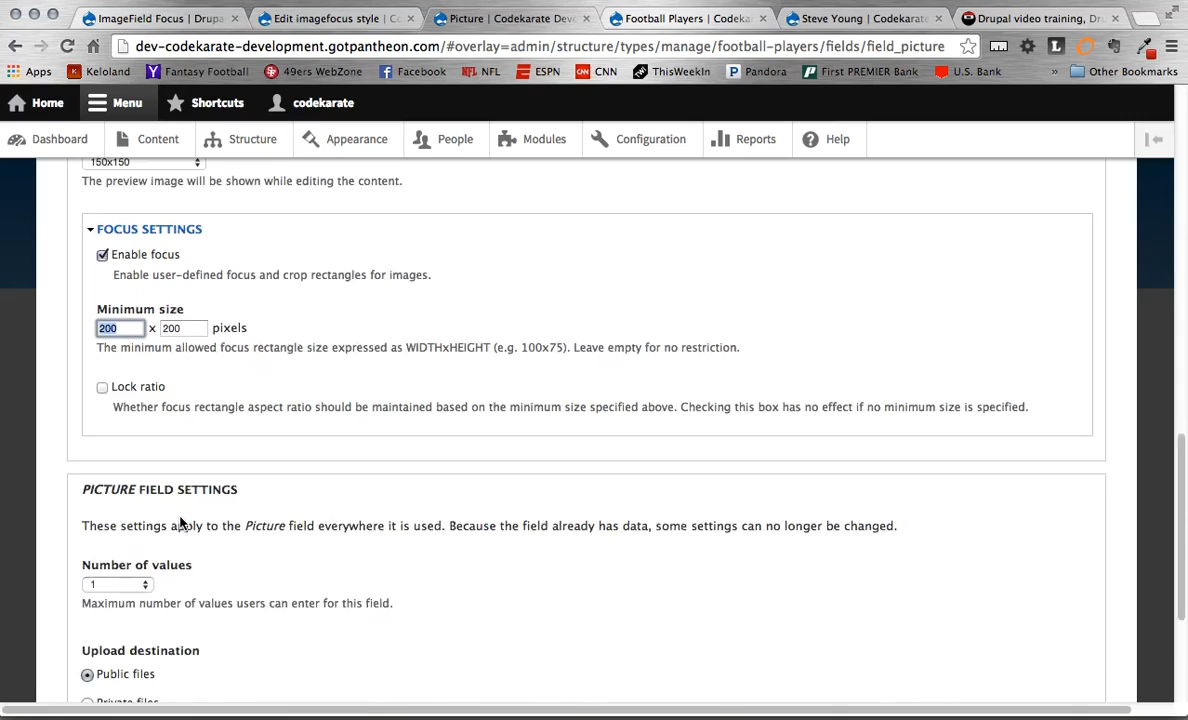 ImageField Focus | Drupa
Edit imagefocus style | Co
Picture | Codekarate Deve
Football Players | Codeka
Steve Young | Codekarate
Drupal video training, Dru
dev-codekarate-development.gotpantheon.com/#overlay=admin/structure/types/manage/football-players/fields/field_picture
Apps Keloland Fantasy Football 49ers WebZone Facebook NFL ESPN CNN ThisWeekIn Pandora First PREMIER Bank U.S. Bank » Other Bookmarks
Home Menu Shortcuts codekarate
Dashboard Content Structure Appearance People Modules Configuration Reports Help
150x150
The preview image will be shown while editing the content.
FOCUS SETTINGS
Enable focus
Enable user-defined focus and crop rectangles for images.
Minimum size
200 x 200 pixels
The minimum allowed focus rectangle size expressed as WIDTHxHEIGHT (e.g. 100x75). Leave empty for no restriction.
Lock ratio
Whether focus rectangle aspect ratio should be maintained based on the minimum size specified above. Checking this box has no effect if no minimum size is specified.
PICTURE FIELD SETTINGS
These settings apply to the Picture field everywhere it is used. Because the field already has data, some settings can no longer be changed.
Number of values
1
Maximum number of values users can enter for this field.
Upload destination
Public files
Private files